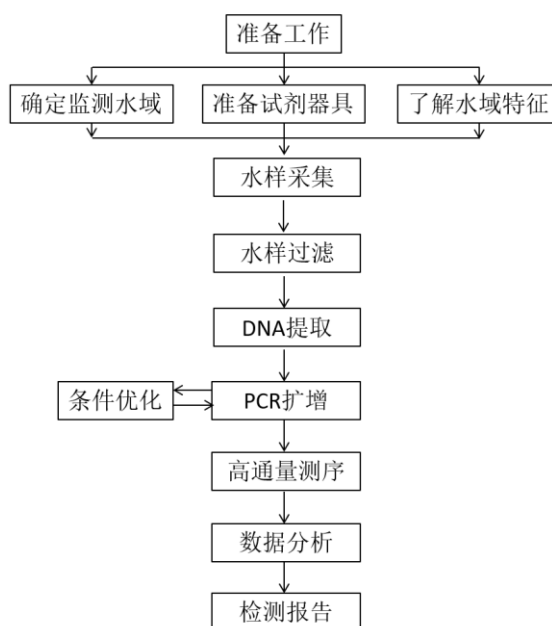 准备工作
确定监测水域
准备试剂器具
了解水域特征
水样采集
水样过滤
DNA提取
条件优化
PCR扩增
高通量测序
数据分析
检测报告